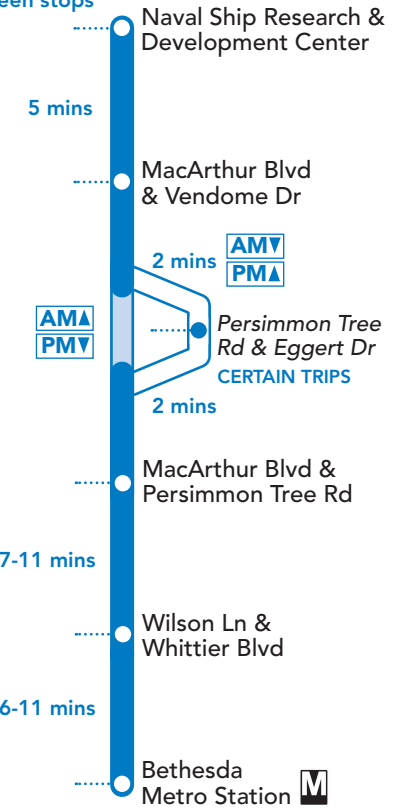 stops
Naval Ship Research &
Development Center
5 mins
MacArthur Blvd
& Vendome Dr
2 mins
AM▼
PM▲
AM▲
PM▼
Persimmon Tree
Rd & Eggert Dr
CERTAIN TRIPS
2 mins
MacArthur Blvd &
Persimmon Tree Rd
7-11 mins
Wilson Ln &
Whittier Blvd
6-11 mins
Bethesda
Metro Station M